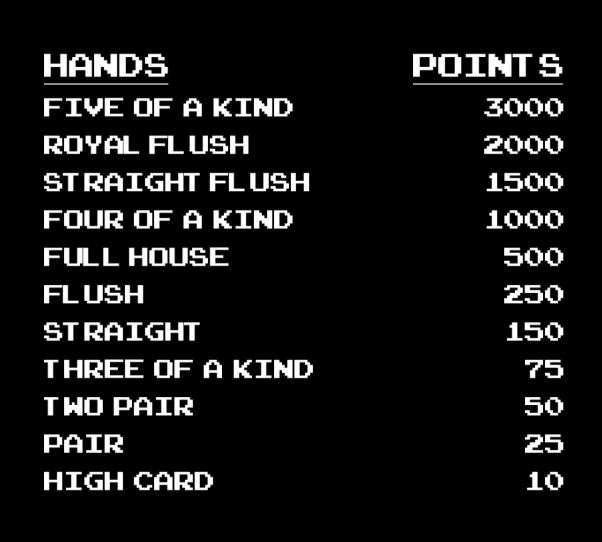 HANDS POINTS
FIVE OF A KIND 3000
ROYAL FLUSH 2000
STRAIGHT FLUSH 1500
FOUR OF A KIND 1000
FULL HOUSE 500
FLUSH 250
STRAIGHT 150
THREE OF A KIND 75
TWO PAIR 50
PAIR 25
HIGH CARD 10